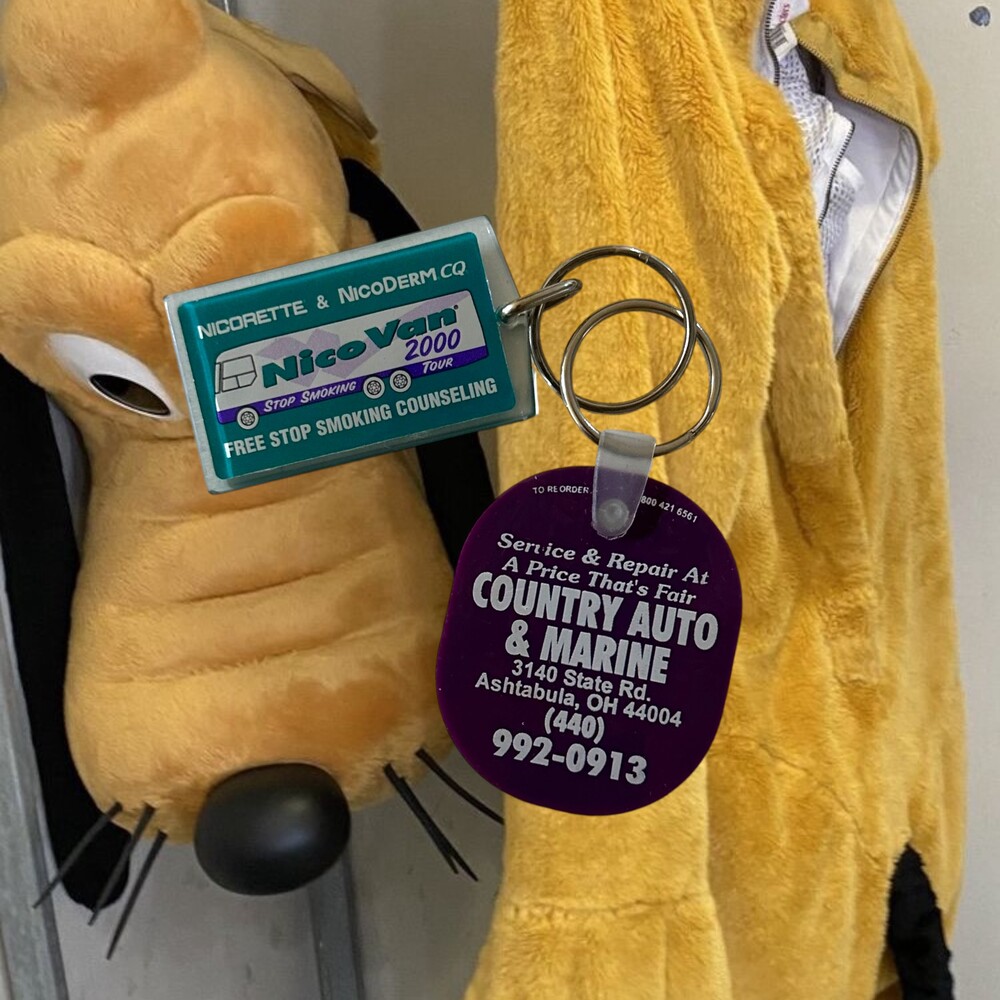 NICORETTE & NICODERM CQ
Nico Van
2000
STOP SMOKING TOUR
FREE STOP SMOKING COUNSELING
TO REORDER 800 421 6561
Service & Repair At
A Price That's Fair
COUNTRY AUTO
& MARINE
3140 State Rd.
Ashtabula, OH 44004
(440)
992-0913